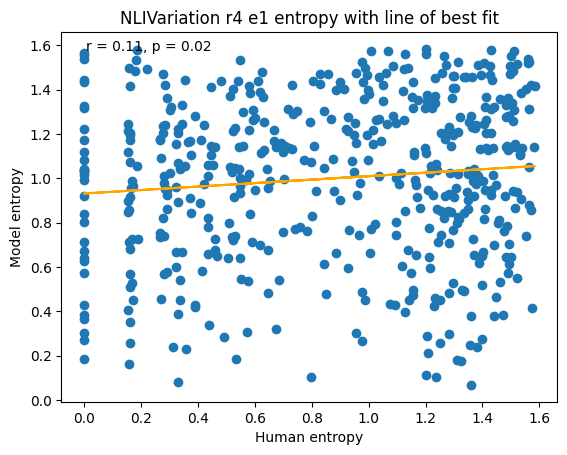 NLIVariation r4 e1 entropy with line of best fit
r = 0.11, p = 0.02
1.6
1.4
1.2
1.0
0.8
0.6
0.4
0.2
0.0
Model entropy
0.0 0.2 0.4 0.6 0.8 1.0 1.2 1.4 1.6
Human entropy